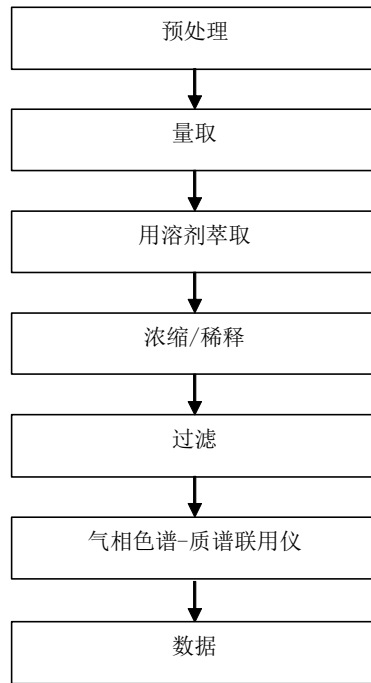 预处理
量取
用溶剂萃取
浓缩/稀释
过滤
气相色谱-质谱联用仪
数据